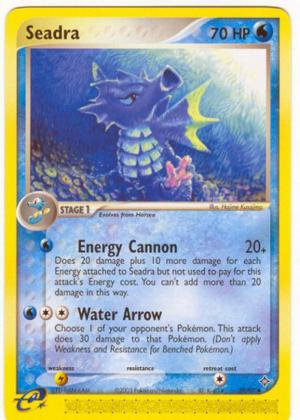 Seadra
70 HP
Illus. Hajime Kusajima
STAGE 1
Evolves from Horsea
Energy Cannon 20+
Does 20 damage plus 10 more damage for each
Energy attached to Seadra but not used to pay for this
attack's Energy cost. You can't add more than 20
damage in this way.
Water Arrow
Choose 1 of your opponent's Pokémon. This attack
does 20 damage to that Pokémon. (Don't apply
Weakness and Resistance for Benched Pokémon.)
weakness resistance retreat cost
©2003 Pokémon/Nintendo
e